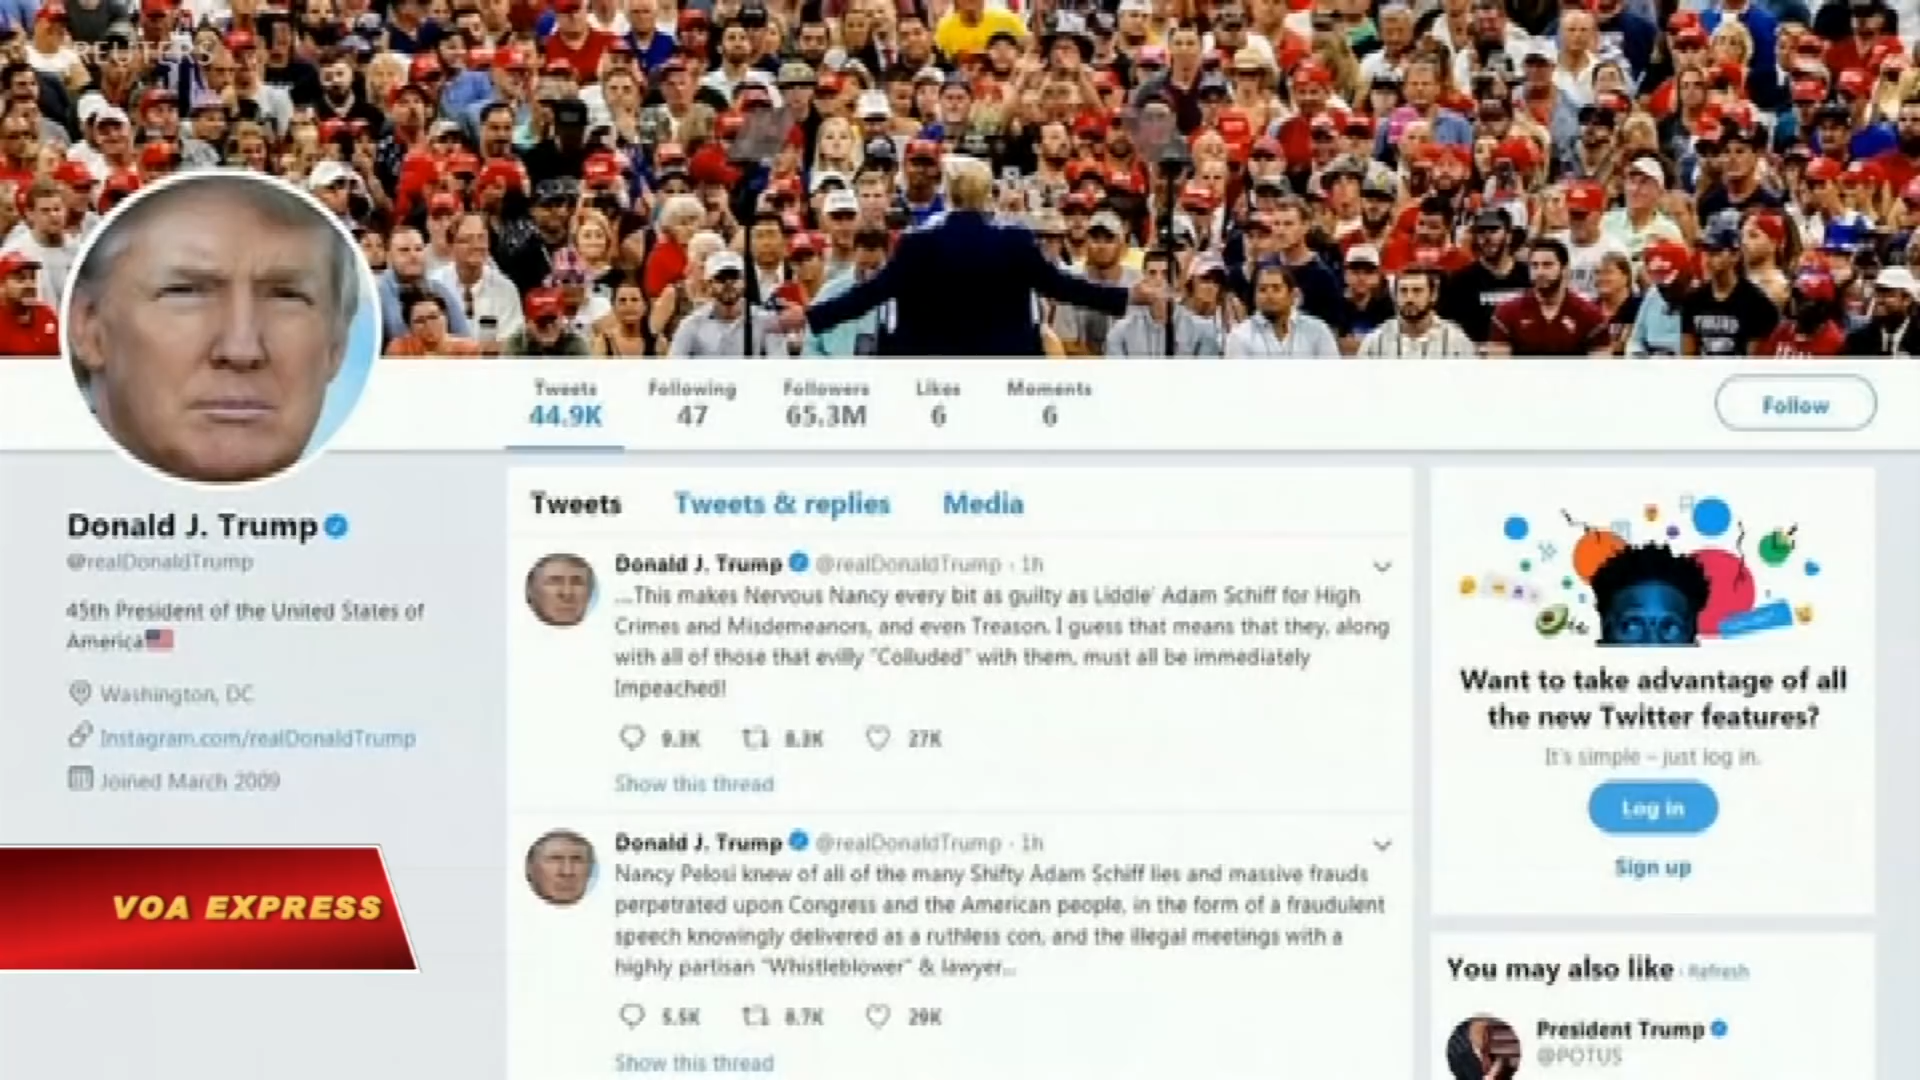 REUTERS
Tweets
44.9K
Following
47
Followers
65.3M
Likes
6
Moments
6
Follow
Donald J. Trump
@realDonaldTrump
45th President of the United States of
America
Washington, DC
Instagram.com/realDonaldTrump
Joined March 2009
VOA EXPRESS
Tweets Tweets & replies Media
Donald J. Trump @realDonaldTrump · 1h
...This makes Nervous Nancy every bit as guilty as Liddle' Adam Schiff for High
Crimes and Misdemeanors, and even Treason. I guess that means that they, along
with all of those that evilly "Colluded" with them, must all be immediately
Impeached!
9.3K 8.3K 27K
Show this thread
Donald J. Trump @realDonaldTrump · 1h
Nancy Pelosi knew of all of the many Shifty Adam Schiff lies and massive frauds
perpetrated upon Congress and the American people, in the form of a fraudulent
speech knowingly delivered as a ruthless con, and the illegal meetings with a
highly partisan "Whistleblower" & lawyer...
5.5K 8.7K 29K
Show this thread
Want to take advantage of all
the new Twitter features?
It's simple – just log in.
Log in
Sign up
You may also like · Refresh
President Trump
@POTUS